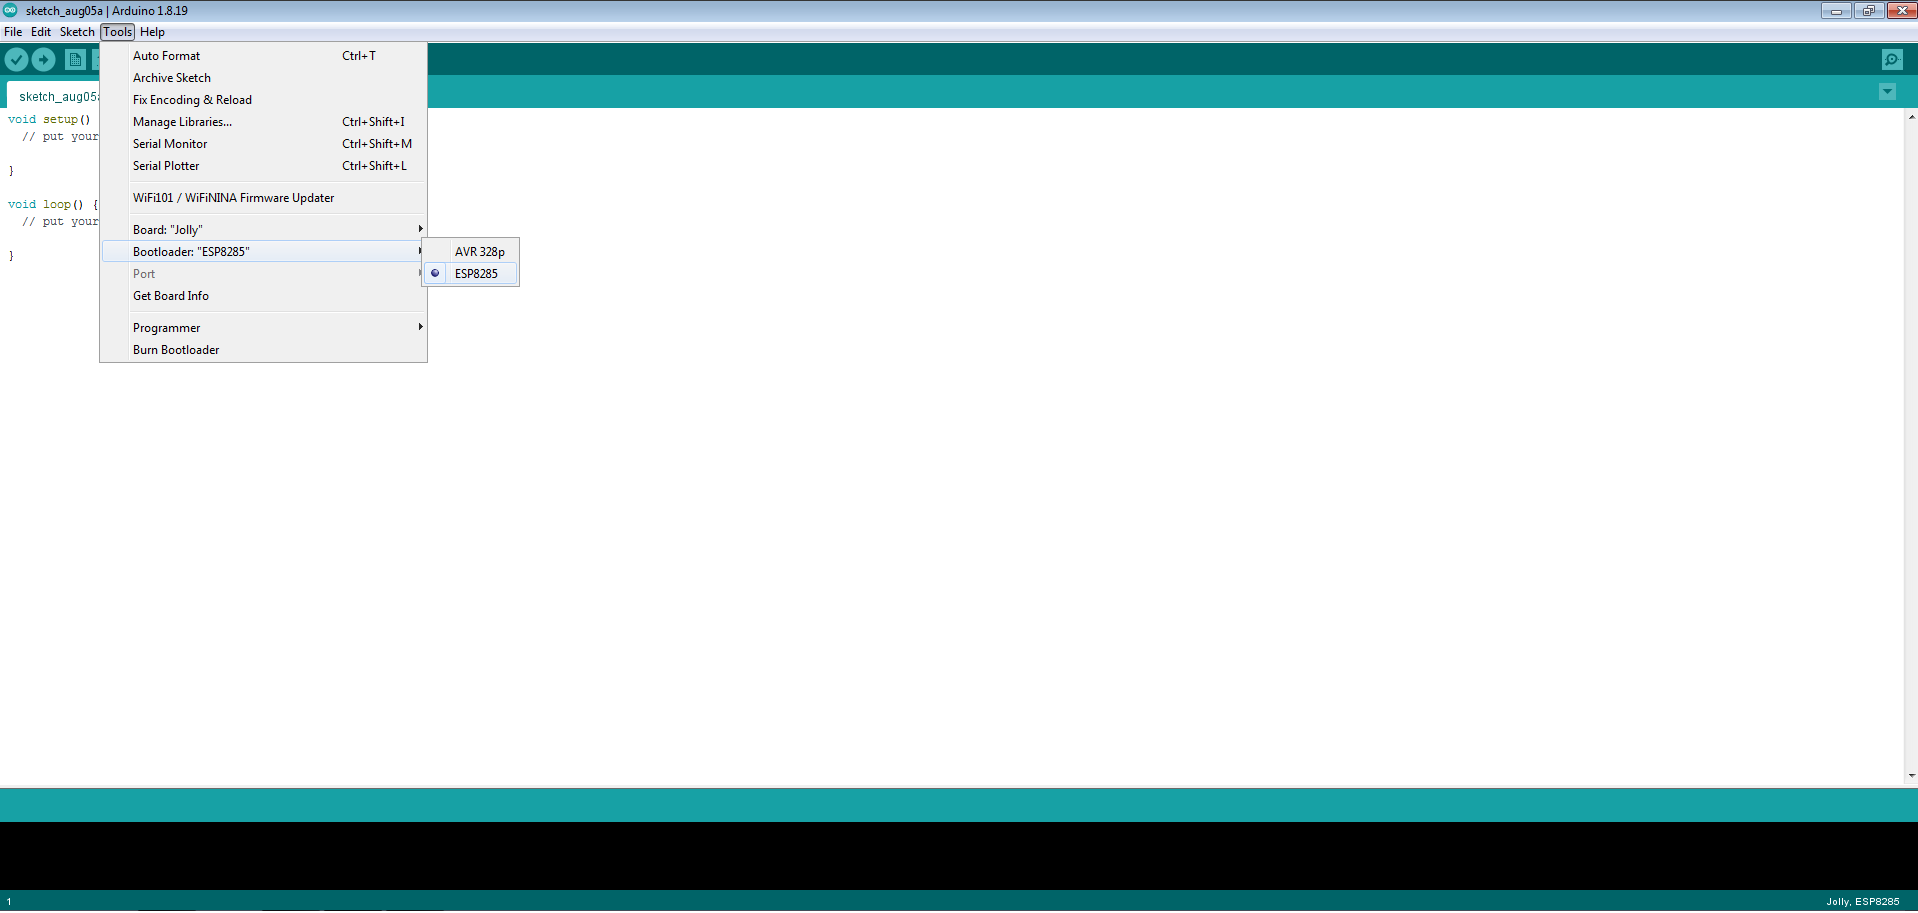 sketch_aug05a | Arduino 1.8.19
File Edit Sketch Tools Help
Auto Format Ctrl+T
Archive Sketch
Fix Encoding & Reload
Manage Libraries... Ctrl+Shift+I
Serial Monitor Ctrl+Shift+M
Serial Plotter Ctrl+Shift+L
WiFi101 / WiFiNINA Firmware Updater
Board: "Jolly"
Bootloader: "ESP8285"
Port
Get Board Info
Programmer
Burn Bootloader
AVR 328p
ESP8285
sketch_aug05a
void setup()
// put your
}
void loop() {
// put your
}
1
Jolly, ESP8285